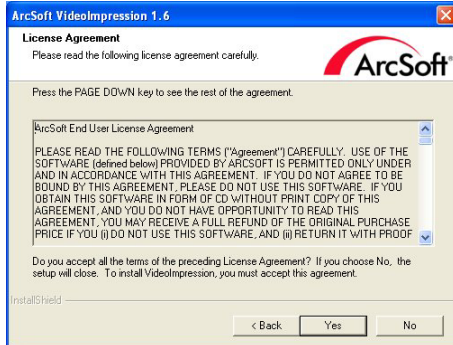 ArcSoft VideoImpression 1.6
License Agreement
Please read the following license agreement carefully.
ArcSoft®
Press the PAGE DOWN key to see the rest of the agreement.
ArcSoft End User License Agreement
PLEASE READ THE FOLLOWING TERMS ("Agreement") CAREFULLY. USE OF THE
SOFTWARE (defined below) PROVIDED BY ARCSOFT IS PERMITTED ONLY UNDER
AND IN ACCORDANCE WITH THIS AGREEMENT. IF YOU DO NOT AGREE TO BE
BOUND BY THIS AGREEMENT, PLEASE DO NOT USE THIS SOFTWARE. IF YOU
OBTAIN THIS SOFTWARE IN FORM OF CD WITHOUT PRINT COPY OF THIS
AGREEMENT, AND YOU DO NOT HAVE OPPORTUNITY TO READ THIS
AGREEMENT, YOU MAY RECEIVE A FULL REFUND OF THE ORIGINAL PURCHASE
PRICE IF YOU (i) DO NOT USE THIS SOFTWARE, AND (ii) RETURN IT WITH PROOF
Do you accept all the terms of the preceding License Agreement? If you choose No, the
setup will close. To install VideoImpression, you must accept this agreement.
InstallShield
< Back Yes No